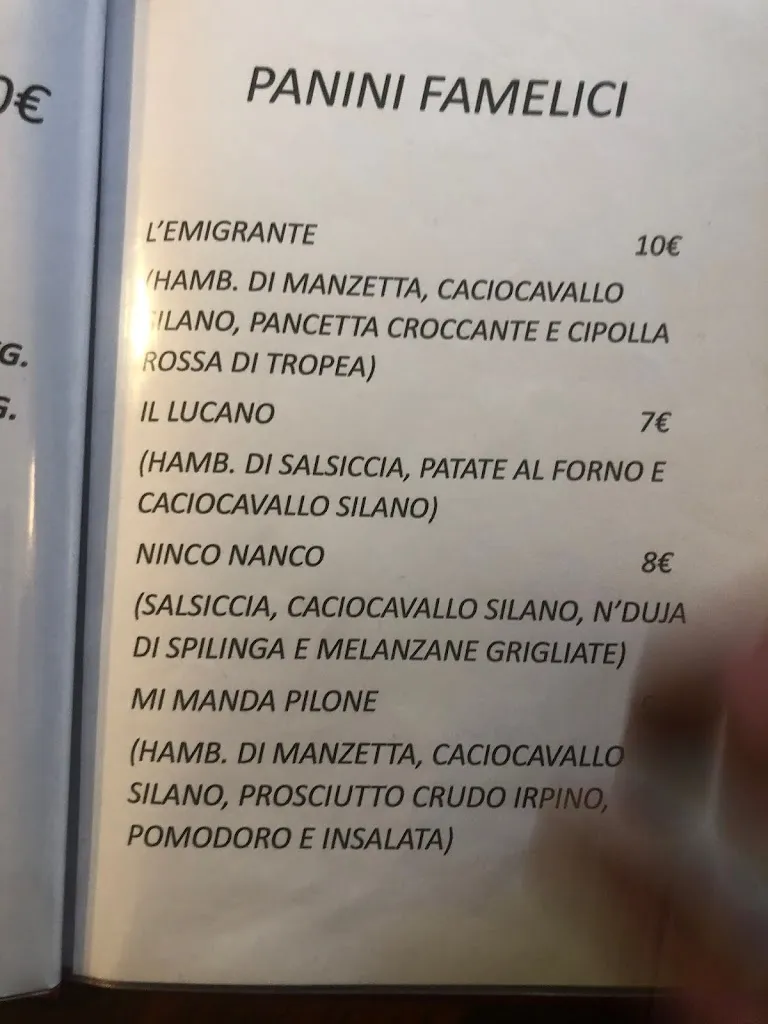 0€
G.
G.
PANINI FAMELICI
L'EMIGRANTE 10€
(HAMB. DI MANZETTA, CACIOCAVALLO
SILANO, PANCETTA CROCCANTE E CIPOLLA
ROSSA DI TROPEA)
IL LUCANO 7€
(HAMB. DI SALSICCIA, PATATE AL FORNO E
CACIOCAVALLO SILANO)
NINCO NANCO 8€
(SALSICCIA, CACIOCAVALLO SILANO, N'DUJA
DI SPILINGA E MELANZANE GRIGLIATE)
MI MANDA PILONE
(HAMB. DI MANZETTA, CACIOCAVALLO
SILANO, PROSCIUTTO CRUDO IRPINO,
POMODORO E INSALATA)